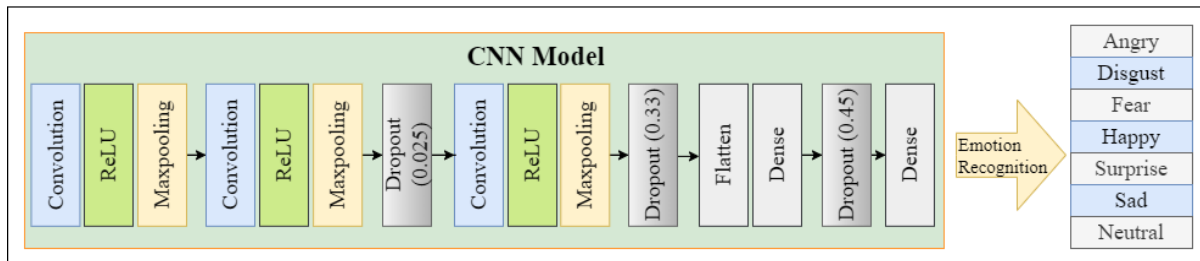 CNN Model
Convolution
ReLU
Maxpooling
Convolution
ReLU
Maxpooling
Dropout
(0.025)
Convolution
ReLU
Maxpooling
Dropout (0.33)
Flatten
Dense
Dropout (0.45)
Dense
Emotion
Recognition
Angry
Disgust
Fear
Happy
Surprise
Sad
Neutral